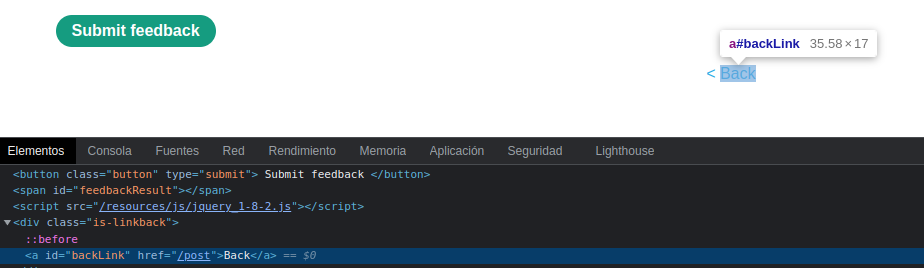 Submit feedback
a#backLink 35.58×17
< Back
Elementos Consola Fuentes Red Rendimiento Memoria Aplicación Seguridad Lighthouse
<button class="button" type="submit"> Submit feedback </button>
<span id="feedbackResult"></span>
<script src="/resources/js/jquery_1-8-2.js"></script>
▼<div class="is-linkback">
::before
<a id="backLink" href="/post">Back</a> == $0